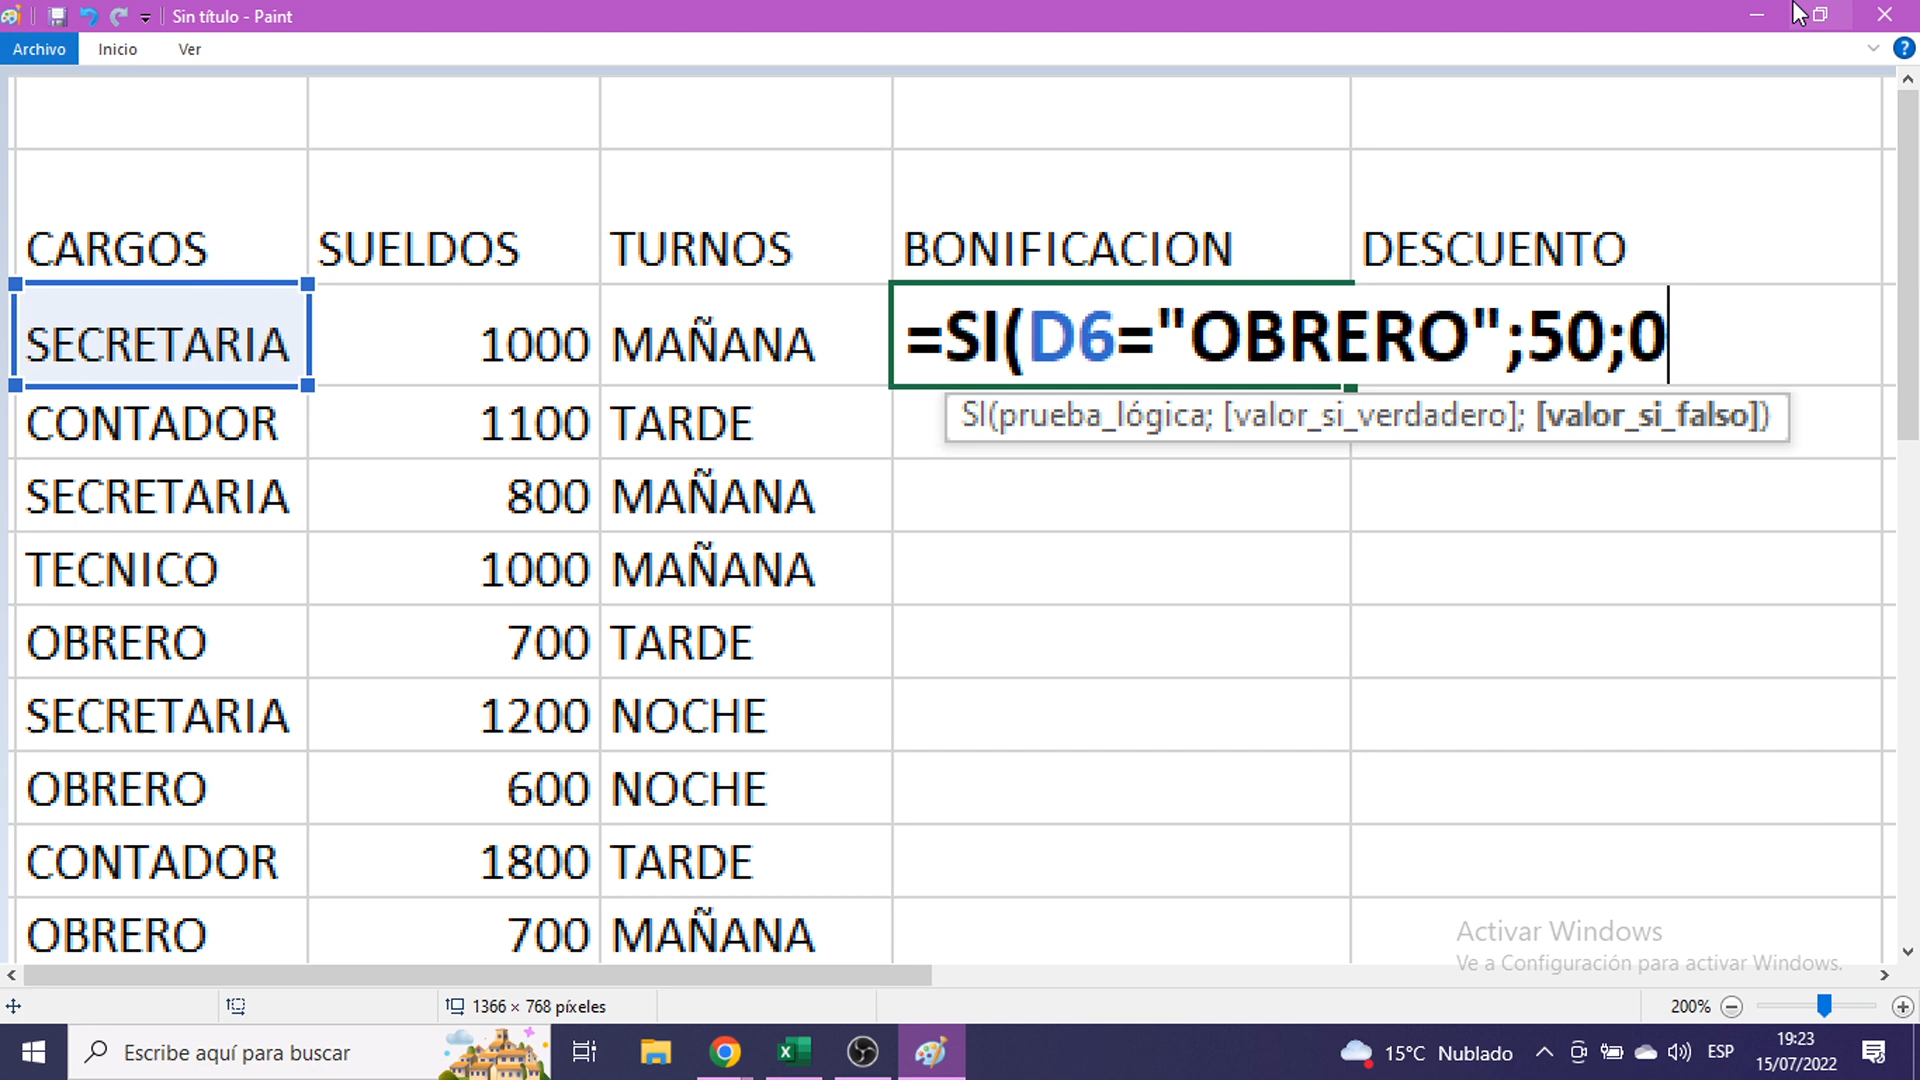 Sin título - Paint
Archivo Inicio Ver
CARGOS SUELDOS TURNOS BONIFICACION DESCUENTO
SECRETARIA 1000 MAÑANA =SI(D6="OBRERO";50;0
SI(prueba_lógica; [valor_si_verdadero]; [valor_si_falso])
CONTADOR 1100 TARDE
SECRETARIA 800 MAÑANA
TECNICO 1000 MAÑANA
OBRERO 700 TARDE
SECRETARIA 1200 NOCHE
OBRERO 600 NOCHE
CONTADOR 1800 TARDE
OBRERO 700 MAÑANA
Activar Windows
Ve a Configuración para activar Windows.
1366 × 768 píxeles 200%
Escribe aquí para buscar 15°C Nublado ESP 19:23
15/07/2022